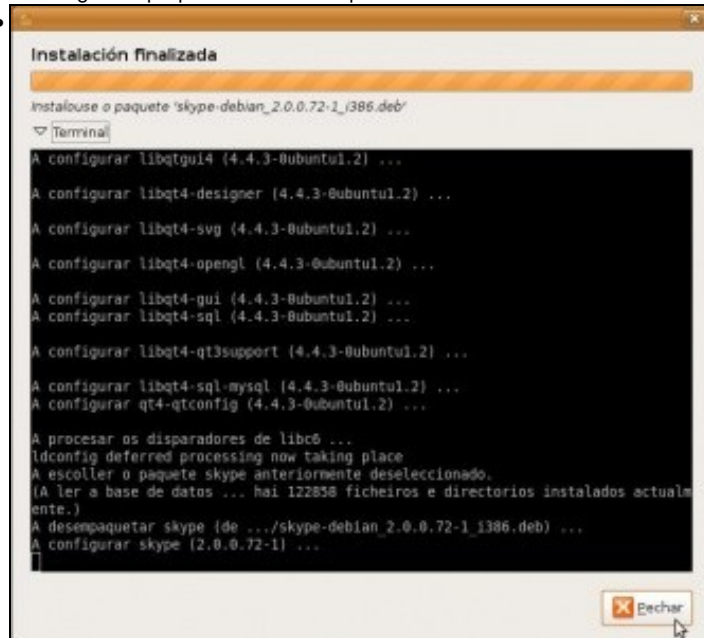 Instalación finalizada
Instalouse o paquete 'skype-debian_2.0.0.72-1_i386.deb'
Terminal
A configurar libqtgui4 (4.4.3-0ubuntu1.2) ...
A configurar libqt4-designer (4.4.3-0ubuntu1.2) ...
A configurar libqt4-svg (4.4.3-0ubuntu1.2) ...
A configurar libqt4-opengl (4.4.3-0ubuntu1.2) ...
A configurar libqt4-gui (4.4.3-0ubuntu1.2) ...
A configurar libqt4-sql (4.4.3-0ubuntu1.2) ...
A configurar libqt4-qt3support (4.4.3-0ubuntu1.2) ...
A configurar libqt4-sql-mysql (4.4.3-0ubuntu1.2) ...
A configurar qt4-qtconfig (4.4.3-0ubuntu1.2) ...
A procesar os disparadores de libc6 ...
ldconfig deferred processing now taking place
A escoller o paquete skype anteriormente deseleccionado.
(A ler a base de datos ... hai 122858 ficheiros e directorios instalados actualm
ente.)
A desempaquetar skype (de .../skype-debian_2.0.0.72-1_i386.deb) ...
A configurar skype (2.0.0.72-1) ...
Pechar